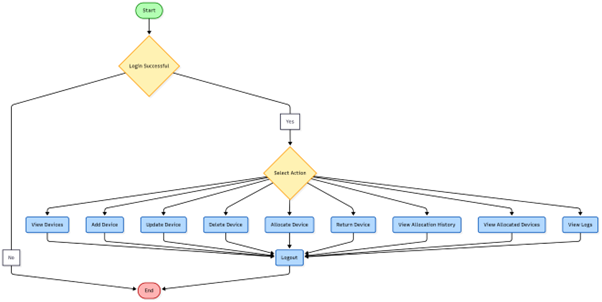 Start
Login Successful
Yes
Select Action
View Devices
Add Device
Update Device
Delete Device
Allocate Device
Return Device
View Allocation History
View Allocated Devices
View Logs
No
Logout
End